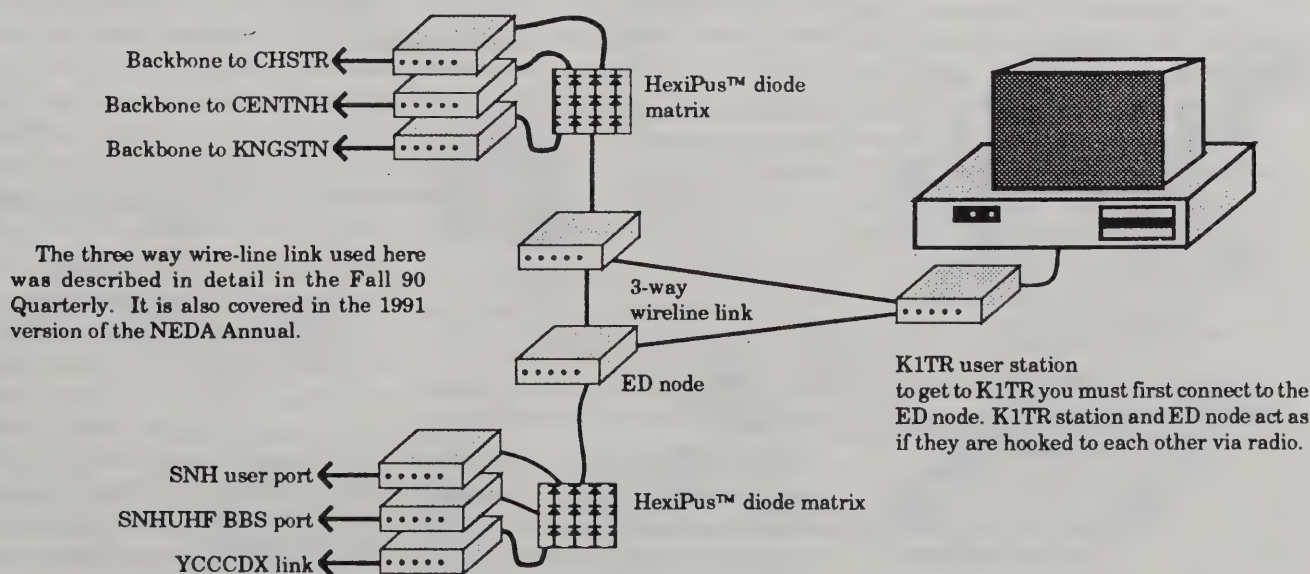 Backbone to CHSTR
Backbone to CENTNH
Backbone to KNGSTN
HexiPus™ diode
matrix
The three way wire-line link used here
was described in detail in the Fall 90
Quarterly. It is also covered in the 1991
version of the NEDA Annual.
3-way
wireline link
ED node
K1TR user station
to get to K1TR you must first connect to the
ED node. K1TR station and ED node act as
if they are hooked to each other via radio.
SNH user port
SNHUHF BBS port
YCCCDX link
HexiPus™ diode matrix